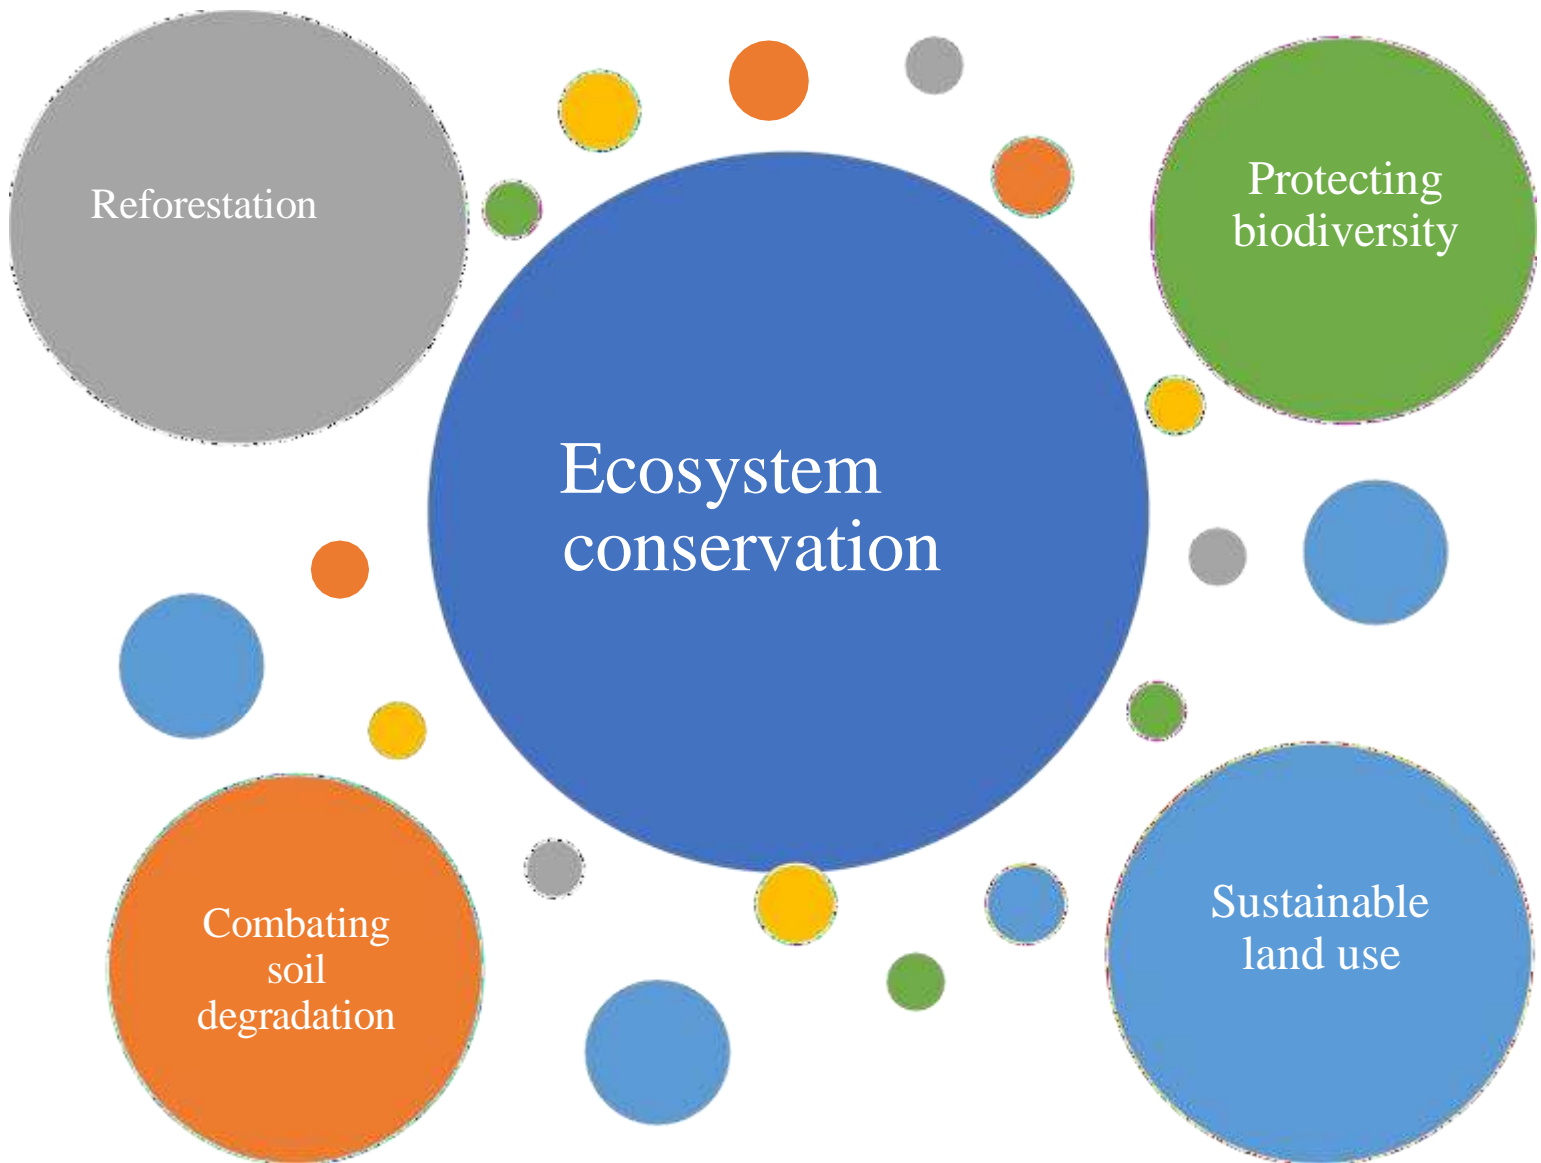 Reforestation
Protecting
biodiversity
Ecosystem
conservation
Combating
soil
degradation
Sustainable
land use